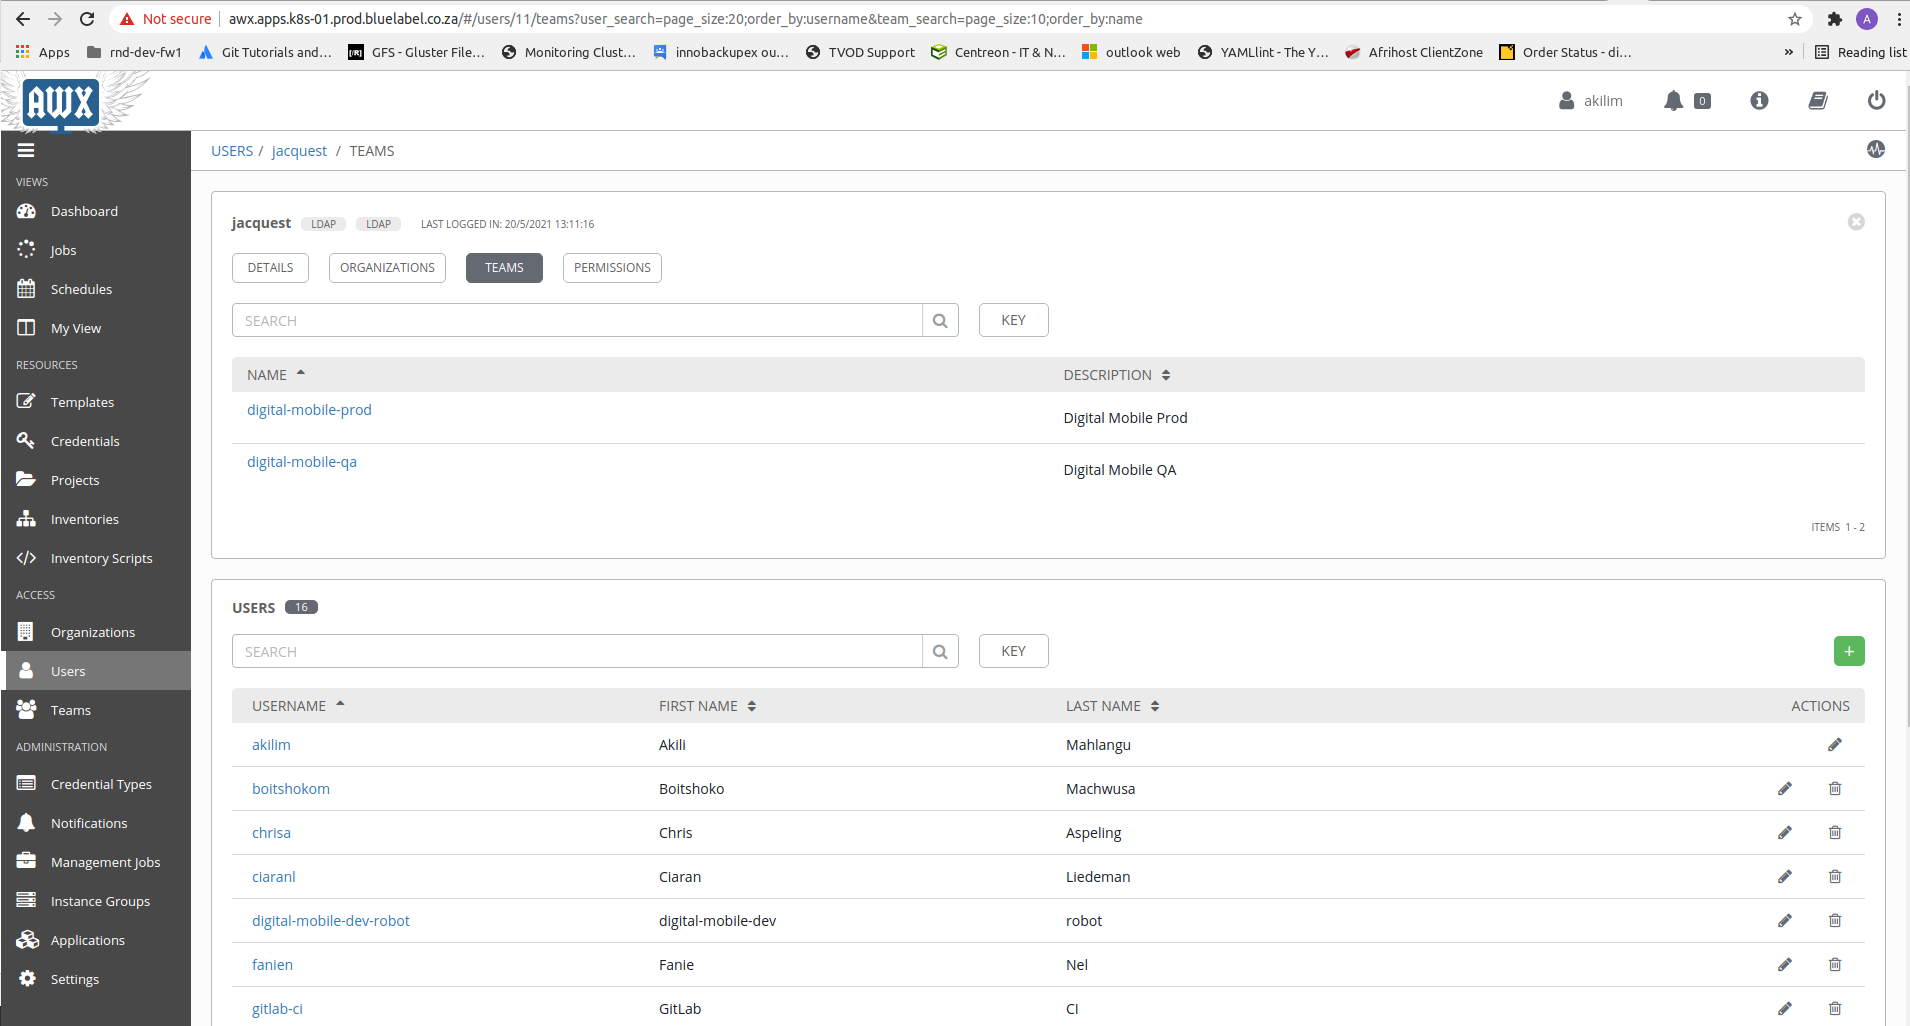 Not secure awx.apps.k8s-01.prod.bluelabel.co.za/#/users/11/teams?user_search=page_size:20;order_by:username&team_search=page_size:10;order_by:name A
Apps rnd-dev-fw1 Git Tutorials and... GFS - Gluster File... Monitoring Clust... innobackupex ou... TVOD Support Centreon - IT & N... outlook web YAMLlint - The Y... Afrihost ClientZone Order Status - di... » Reading list
AWX
akilim 0
USERS / jacquest / TEAMS
VIEWS
Dashboard
Jobs
Schedules
My View
RESOURCES
Templates
Credentials
Projects
Inventories
Inventory Scripts
ACCESS
Organizations
Users
Teams
ADMINISTRATION
Credential Types
Notifications
Management Jobs
Instance Groups
Applications
Settings
jacquest LDAP LDAP LAST LOGGED IN: 20/5/2021 13:11:16
DETAILS ORGANIZATIONS TEAMS PERMISSIONS
SEARCH KEY
NAME DESCRIPTION
digital-mobile-prod Digital Mobile Prod
digital-mobile-qa Digital Mobile QA
ITEMS 1 - 2
USERS 16
SEARCH KEY +
USERNAME FIRST NAME LAST NAME ACTIONS
akilim Akili Mahlangu
boitshokom Boitshoko Machwusa
chrisa Chris Aspeling
ciaranl Ciaran Liedeman
digital-mobile-dev-robot digital-mobile-dev robot
fanien Fanie Nel
gitlab-ci GitLab CI